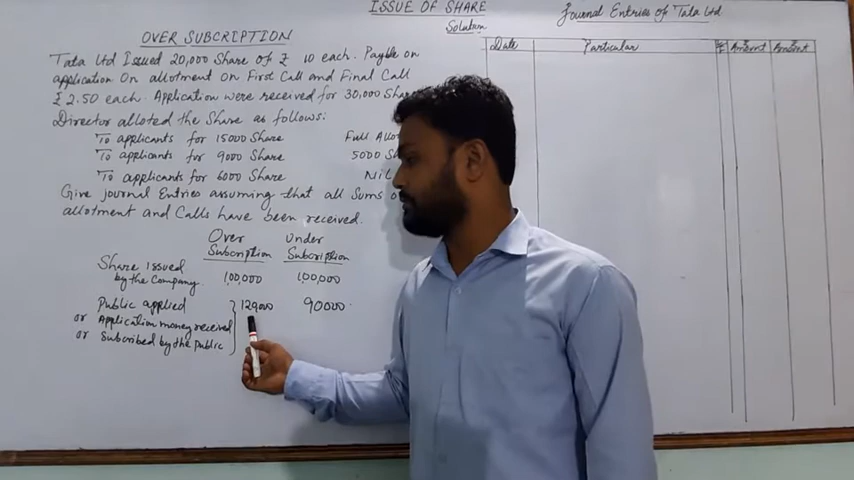 ISSUE OF SHARE
Solution
Journal Entries of Tata Ltd
OVER SUBCRIPTION
Tata Ltd Issued 20,000 Share of ₹ 10 each. Payable on
application On allotment On First Call and Final Call
₹ 2.50 each. Application were received for 30,000 Shar
Director alloted the Share as follows:
To applicants for 15000 Share Full Allo
To applicants for 9000 Share 5000 S
To applicants for 6000 Share Nil
Give journal Entries assuming that all Sums
allotment and Calls have been received.
Over Subscription Under Subscription
Share issued by the Company 1,00,000 1,00,000
Public applied
or Application money received
or Subscribed by the Public
90000
Date Particular Amount Amount